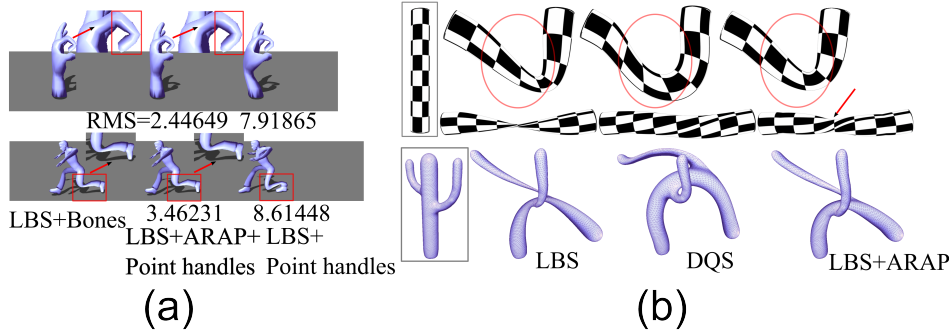 RMS=2.44649 7.91865
LBS+Bones 3.46231 8.61448
LBS+ARAP+ LBS+
Point handles Point handles
(a)
LBS DQS LBS+ARAP
(b)